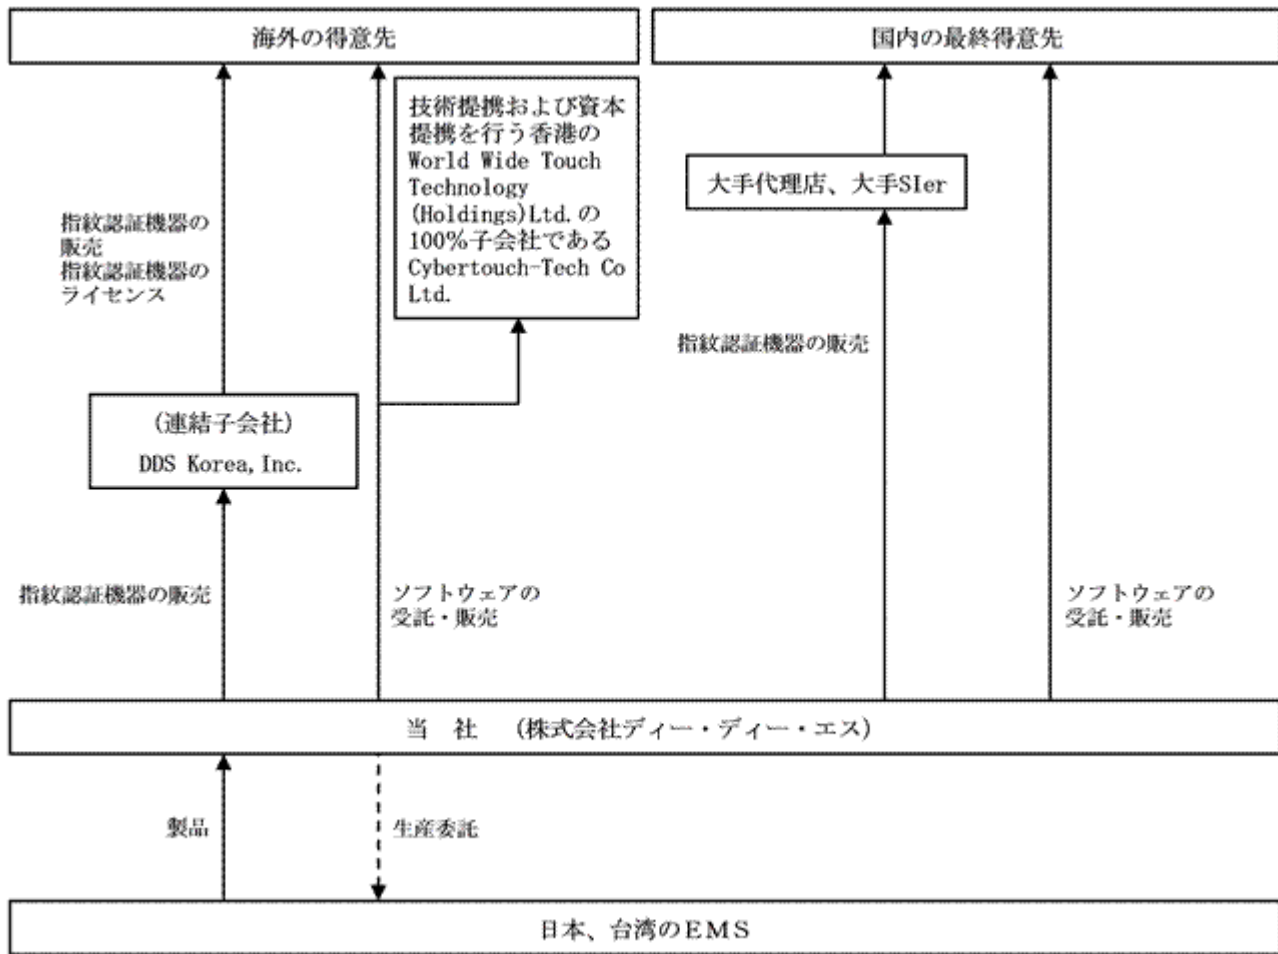 海外の得意先
国内の最終得意先
技術提携および資本
提携を行う香港の
World Wide Touch
Technology
(Holdings)Ltd.の
100%子会社である
Cybertouch-Tech Co
Ltd.
大手代理店、大手SIer
指紋認証機器の
販売
指紋認証機器の
ライセンス
指紋認証機器の販売
(連結子会社)
DDS Korea,Inc.
指紋認証機器の販売
ソフトウェアの
受託・販売
ソフトウェアの
受託・販売
当 社 (株式会社ディー・ディー・エス)
製品
生産委託
日本、台湾のEMS